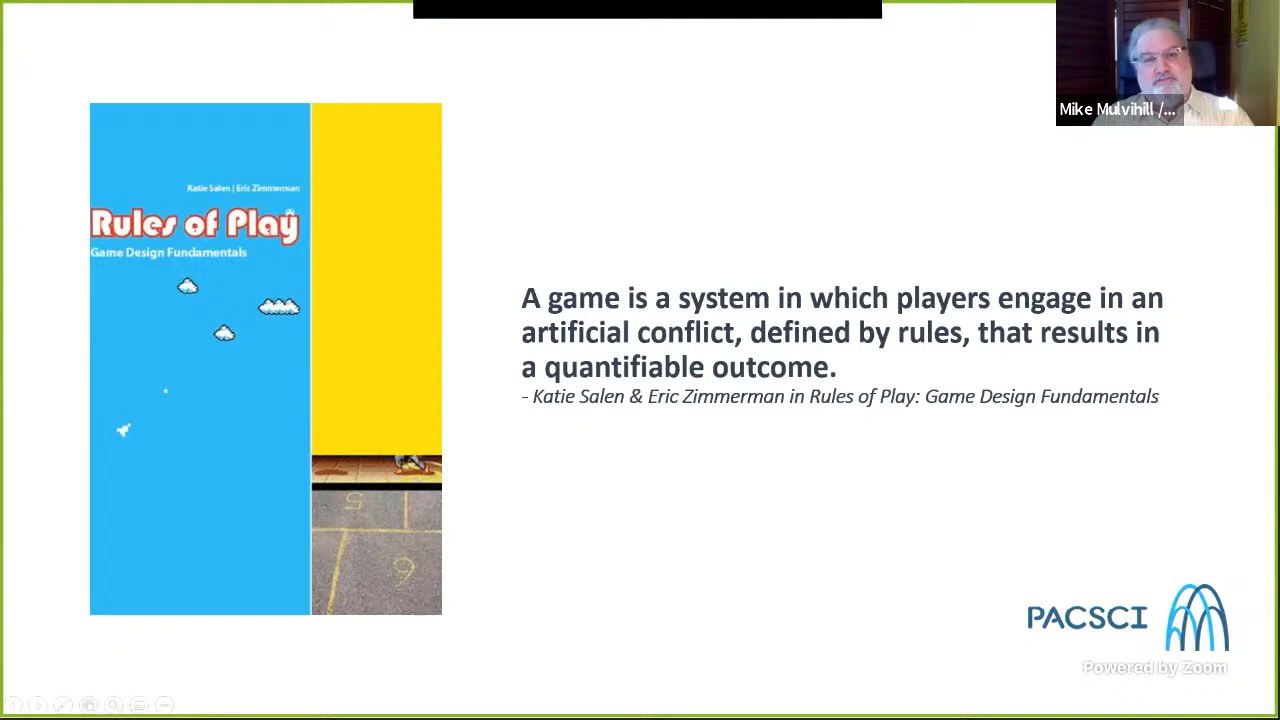 Mike Mulvihill /...
Katie Salen | Eric Zimmerman
Rules of Play
Game Design Fundamentals
A game is a system in which players engage in an
artificial conflict, defined by rules, that results in
a quantifiable outcome.
- Katie Salen & Eric Zimmerman in Rules of Play: Game Design Fundamentals
5
6
PACSCI
Powered by Zoom